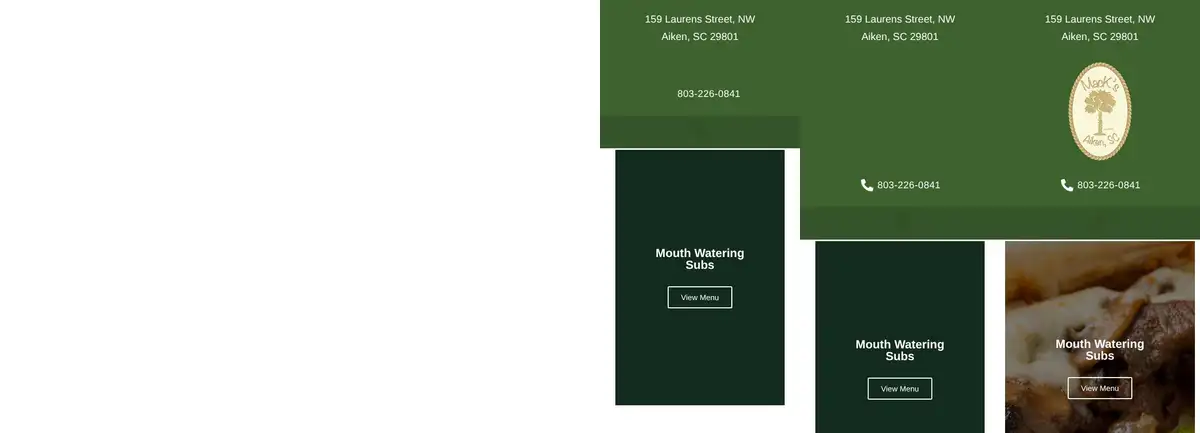 159 Laurens Street, NW
Aiken, SC 29801
803-226-0841
Mouth Watering
Subs
View Menu
159 Laurens Street, NW
Aiken, SC 29801
803-226-0841
Mouth Watering
Subs
View Menu
159 Laurens Street, NW
Aiken, SC 29801
MacK's
Aiken, SC
803-226-0841
Mouth Watering
Subs
View Menu